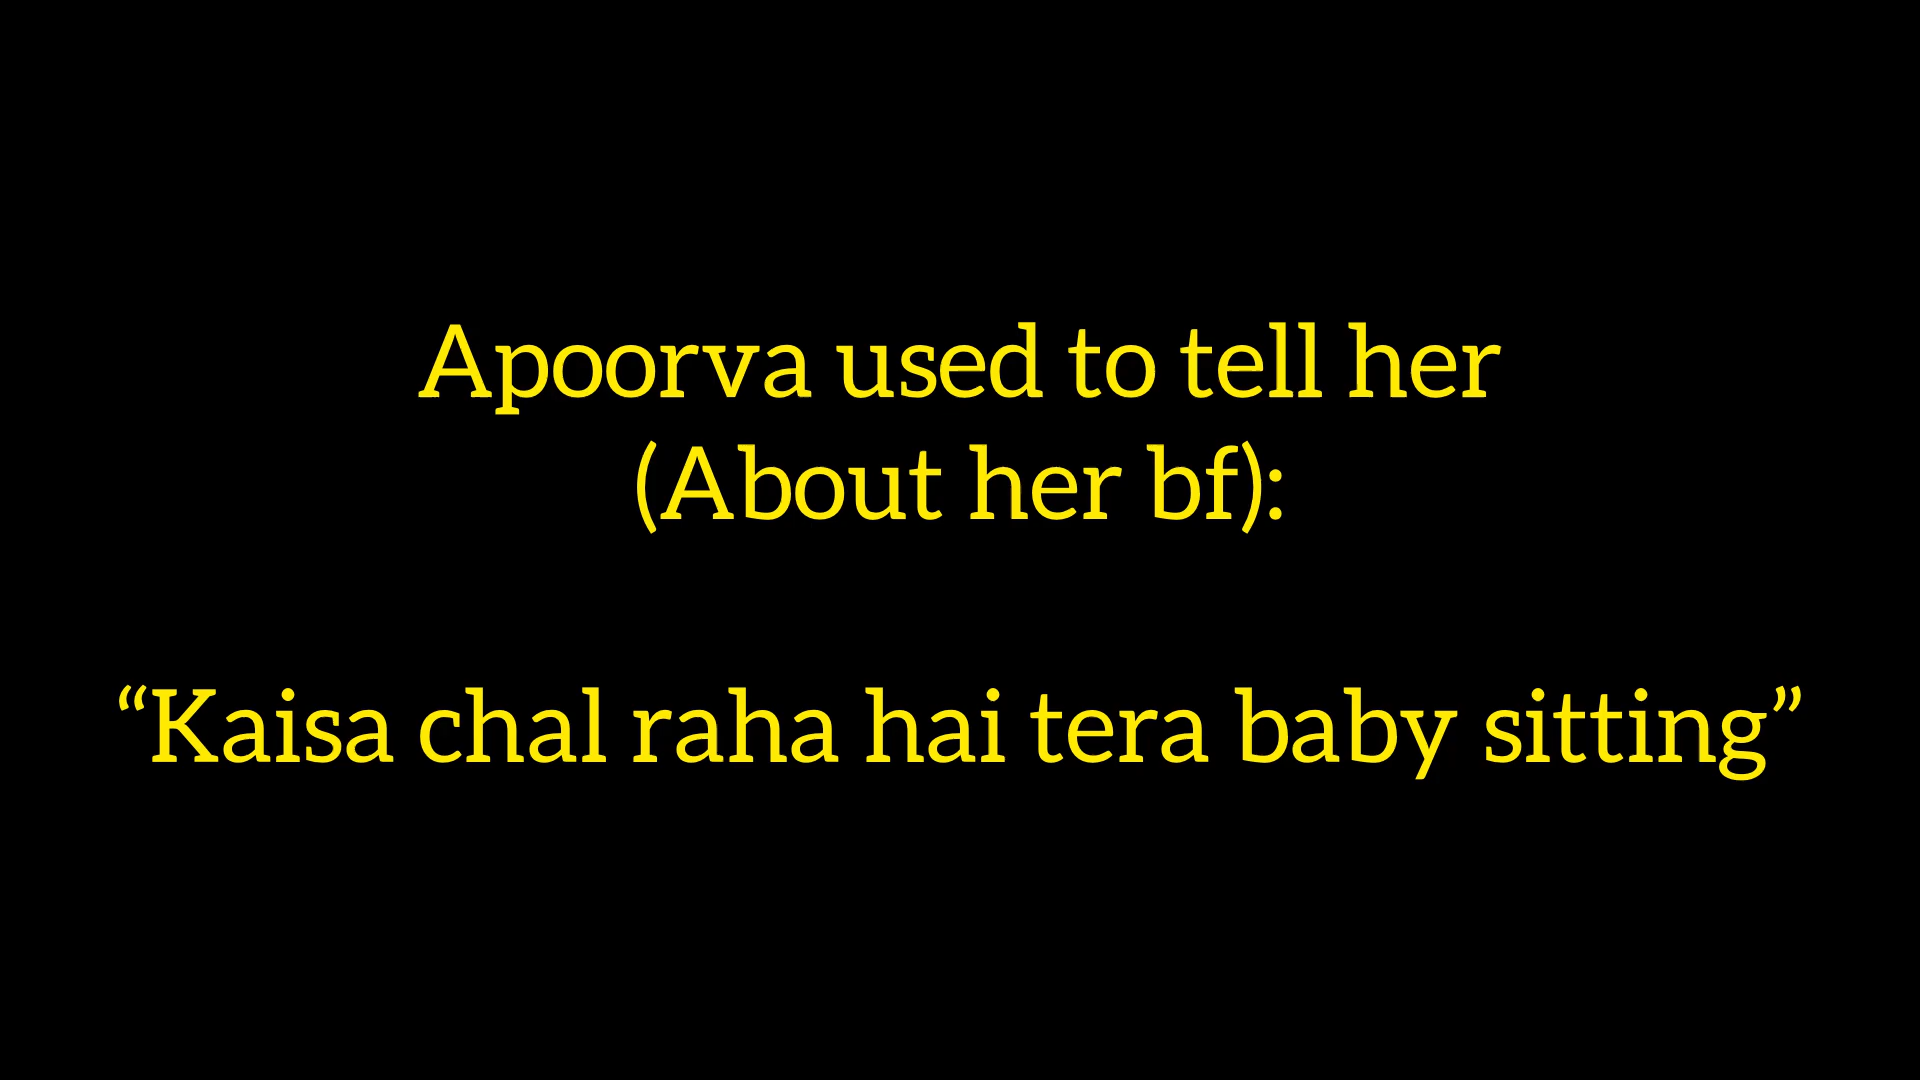 Apoorva used to tell her
(About her bf):
“Kaisa chal raha hai tera baby sitting”